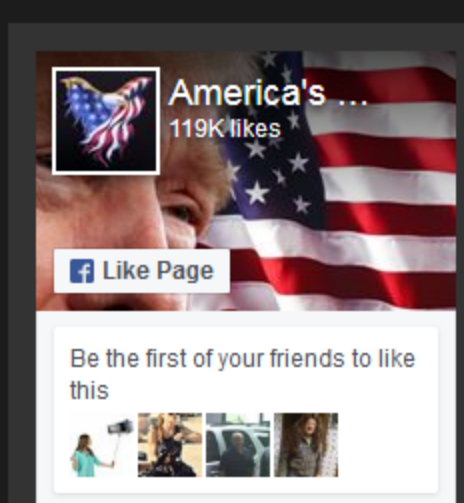 America's ...
119K likes
Like Page
Be the first of your friends to like
this